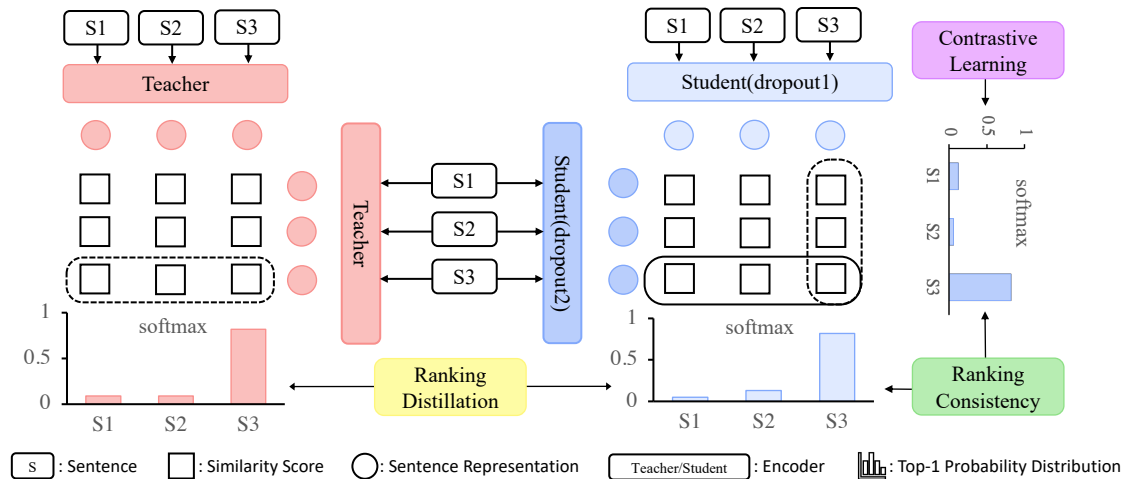 S1 S2 S3
Teacher
S1 S2 S3
Student(dropout1)
Contrastive
Learning
Teacher
S1
S2
S3
Student(dropout2)
0 0.5 1
softmax
S1 S2 S3
softmax
1
0.5
0
S1 S2 S3
Ranking
Distillation
softmax
1
0.5
0
S1 S2 S3
Ranking
Consistency
S : Sentence
: Similarity Score
: Sentence Representation
Teacher/Student : Encoder
: Top-1 Probability Distribution